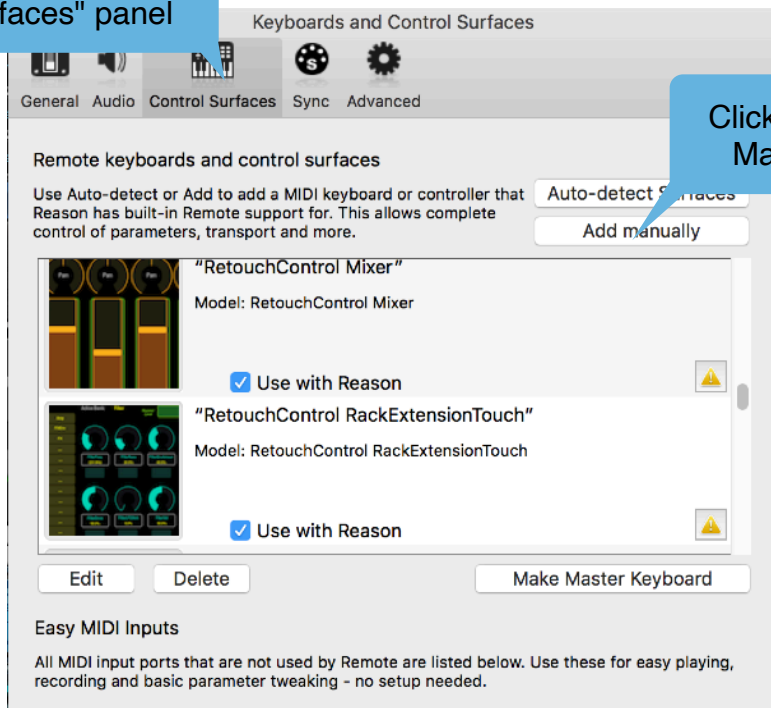 faces" panel
Keyboards and Control Surfaces
General Audio Control Surfaces Sync Advanced
Click
Ma
Remote keyboards and control surfaces
Use Auto-detect or Add to add a MIDI keyboard or controller that
Reason has built-in Remote support for. This allows complete
control of parameters, transport and more.
Auto-detect Surfaces
Add manually
"RetouchControl Mixer"
Model: RetouchControl Mixer
Pan Pan Pan
Use with Reason
"RetouchControl RackExtensionTouch"
Model: RetouchControl RackExtensionTouch
Use with Reason
Edit Delete Make Master Keyboard
Easy MIDI Inputs
All MIDI input ports that are not used by Remote are listed below. Use these for easy playing,
recording and basic parameter tweaking - no setup needed.